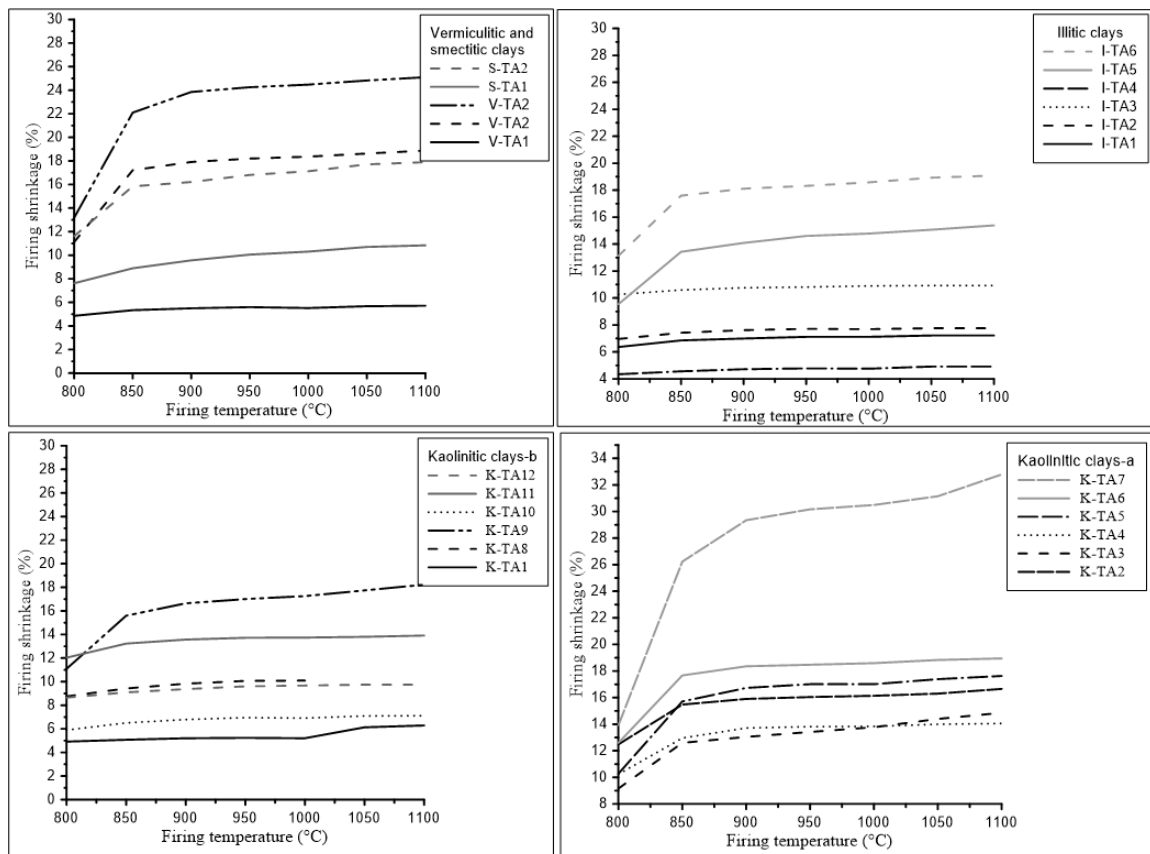 Vermiculitic and
smectitic clays
S-TA2
S-TA1
V-TA2
V-TA2
V-TA1
Firing shrinkage (%)
30
28
26
24
22
20
18
16
14
12
10
8
6
4
2
0
800 850 900 950 1000 1050 1100
Firing temperature (°C)
Illitic clays
I-TA6
I-TA5
I-TA4
I-TA3
I-TA2
I-TA1
Firing shrinkage (%)
30
28
26
24
22
20
18
16
14
12
10
8
6
4
800 850 900 950 1000 1050 1100
Firing temperature (°C)
Kaolinitic clays-b
K-TA12
K-TA11
K-TA10
K-TA9
K-TA8
K-TA1
Firing shrinkage (%)
30
28
26
24
22
20
18
16
14
12
10
8
6
4
2
0
800 850 900 950 1000 1050 1100
Firing temperature (°C)
Kaolinitic clays-a
K-TA7
K-TA6
K-TA5
K-TA4
K-TA3
K-TA2
Firing shrinkage (%)
34
32
30
28
26
24
22
20
18
16
14
12
10
8
800 850 900 950 1000 1050 1100
Firing temperature (°C)